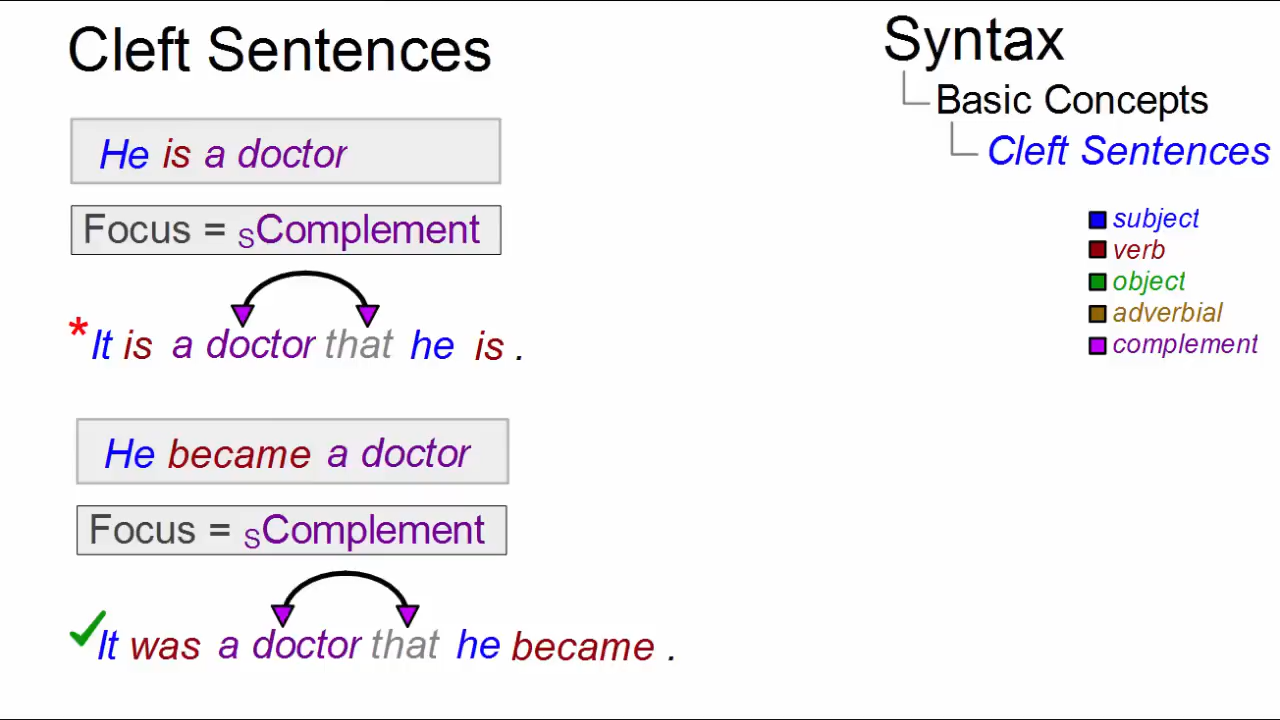 Cleft Sentences
He is a doctor
Focus = sComplement
*It is a doctor that he is .
He became a doctor
Focus = sComplement
It was a doctor that he became .
Syntax
Basic Concepts
Cleft Sentences
subject
verb
object
adverbial
complement